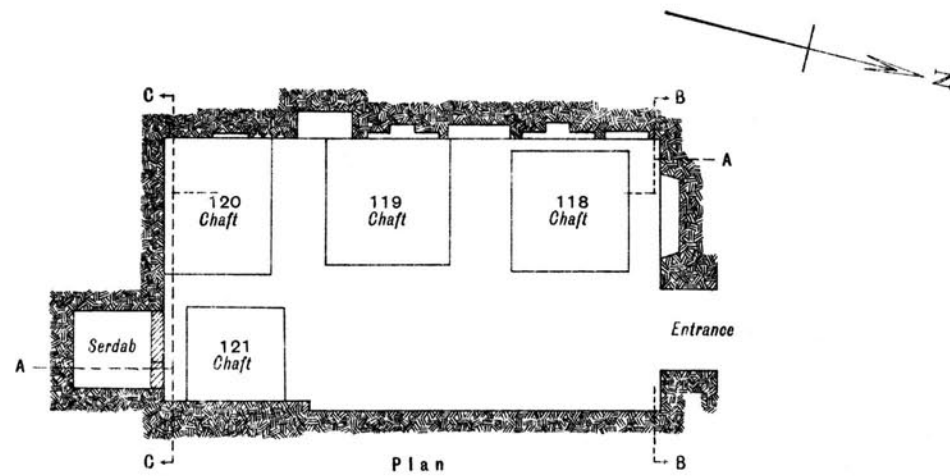 N
C
B
A
120
Chaft
119
Chaft
118
Chaft
Serdab
121
Chaft
Entrance
A
C
Plan
B